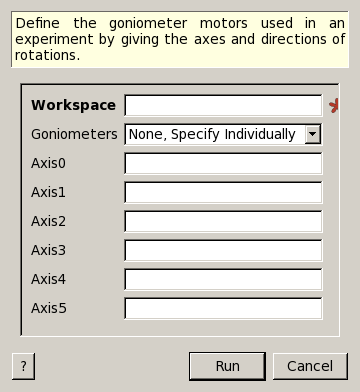 Define the goniometer motors used in an
experiment by giving the axes and directions of
rotations.
Workspace
Goniometers None, Specify Individually
Axis0
Axis1
Axis2
Axis3
Axis4
Axis5
? Run Cancel